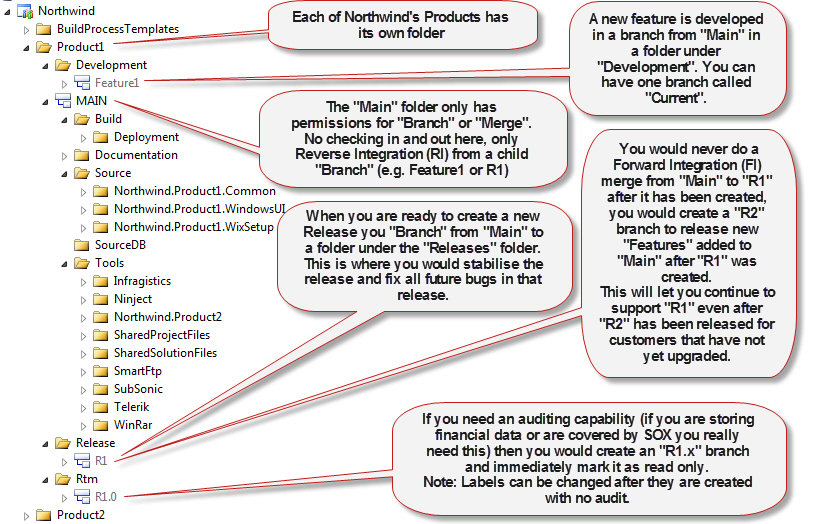 Northwind
BuildProcessTemplates
Product1
Development
Feature1
MAIN
Build
Deployment
Documentation
Source
Northwind.Product1.Common
Northwind.Product1.WindowsUI
Northwind.Product1.WixSetup
SourceDB
Tools
Infragistics
Ninject
Northwind.Product2
SharedProjectFiles
SharedSolutionFiles
SmartFtp
SubSonic
Telerik
WinRar
Release
R1
Rtm
R1.0
Product2
Each of Northwind's Products has
its own folder
A new feature is developed
in a branch from "Main" in
a folder under
"Development". You can
have one branch called
"Current".
The "Main" folder only has
permissions for "Branch" or "Merge".
No checking in and out here, only
Reverse Integration (RI) from a child
"Branch" (e.g. Feature1 or R1)
You would never do a
Forward Integration (FI)
merge from "Main" to "R1"
after it has been created,
you would create a "R2"
branch to release new
"Features" added to
"Main" after "R1" was
created.
This will let you continue to
support "R1" even after
"R2" has been released for
customers that have not
yet upgraded.
When you are ready to create a new
Release you "Branch" from "Main" to
a folder under the "Releases" folder.
This is where you would stabilise the
release and fix all future bugs in that
release.
If you need an auditing capability (if you are storing
financial data or are covered by SOX you really
need this) then you would create an "R1.x" branch
and immediately mark it as read only.
Note: Labels can be changed after they are created
with no audit.